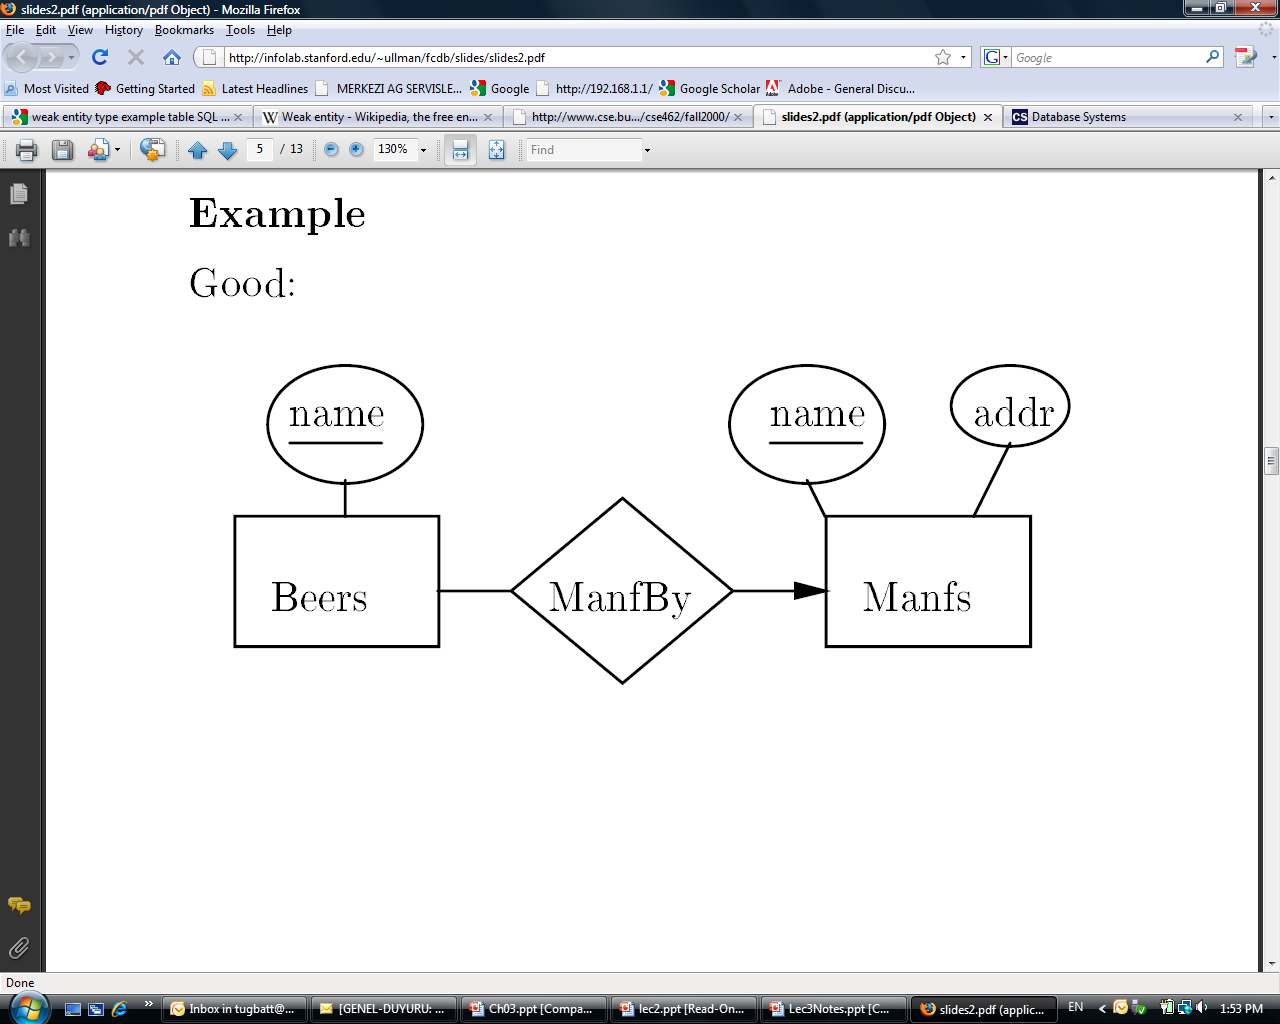 slides2.pdf (application/pdf Object) - Mozilla Firefox
File Edit View History Bookmarks Tools Help
http://infolab.stanford.edu/~ullman/fcdb/slides/slides2.pdf
G Google
Most Visited Getting Started Latest Headlines MERKEZI AG SERVISLE... Google http://192.168.1.1/ Google Scholar Adobe - General Discu...
weak entity type example table SQL ... W Weak entity - Wikipedia, the free en... http://www.cse.bu.../cse462/fall2000/ slides2.pdf (application/pdf Object) CS Database Systems
5 / 13 130% Find
Example
Good:
name name addr
Beers ManfBy Manfs
Done
Inbox in tugbatt@... [GENEL-DUYURU: ... Ch03.ppt [Compa... lec2.ppt [Read-On... Lec3Notes.ppt [C... slides2.pdf (applic... EN 1:53 PM